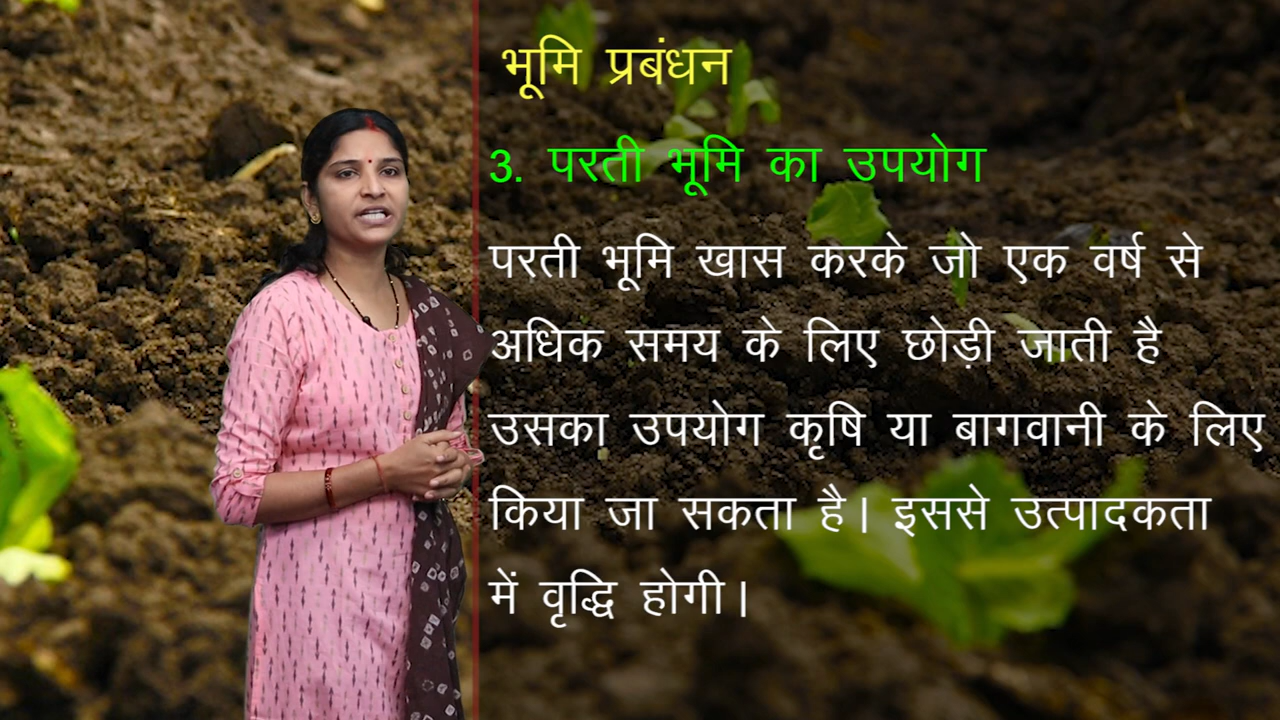 भूमि प्रबंधन
3. परती भूमि का उपयोग
परती भूमि खास करके जो एक वर्ष से
अधिक समय के लिए छोड़ी जाती है
उसका उपयोग कृषि या बागवानी के लिए
किया जा सकता है। इससे उत्पादकता
में वृद्धि होगी।